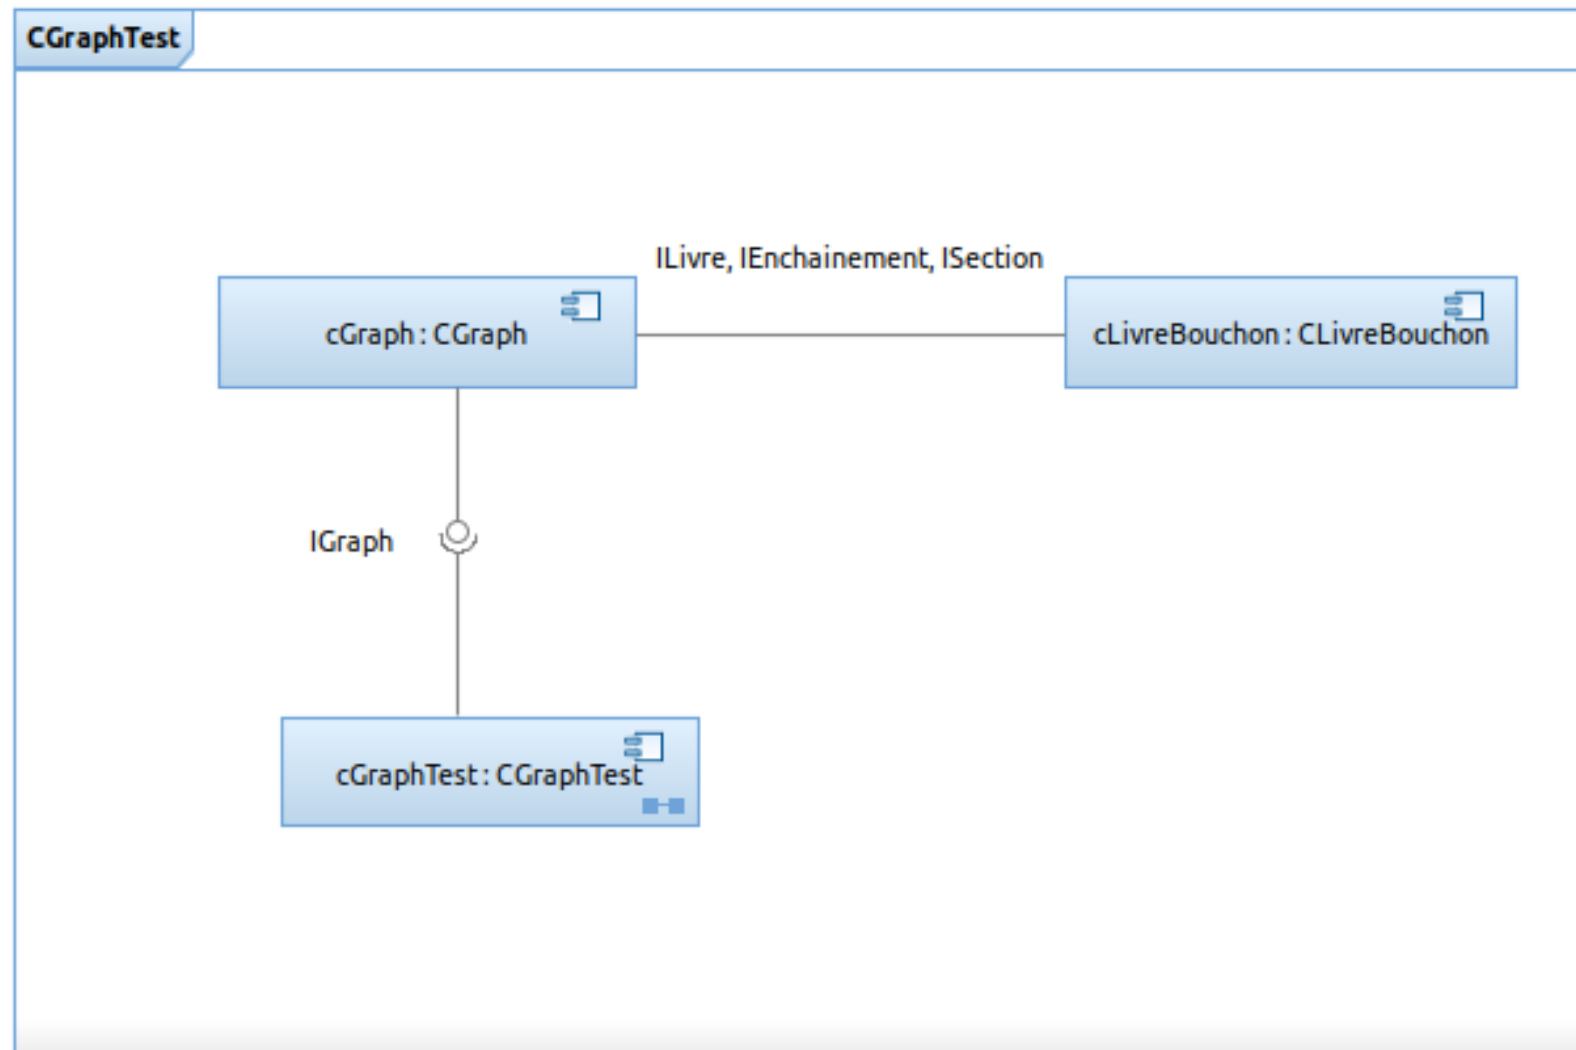 CGraphTest
ILivre, IEnchainement, ISection
cGraph : CGraph
cLivreBouchon : CLivreBouchon
IGraph
cGraphTest : CGraphTest